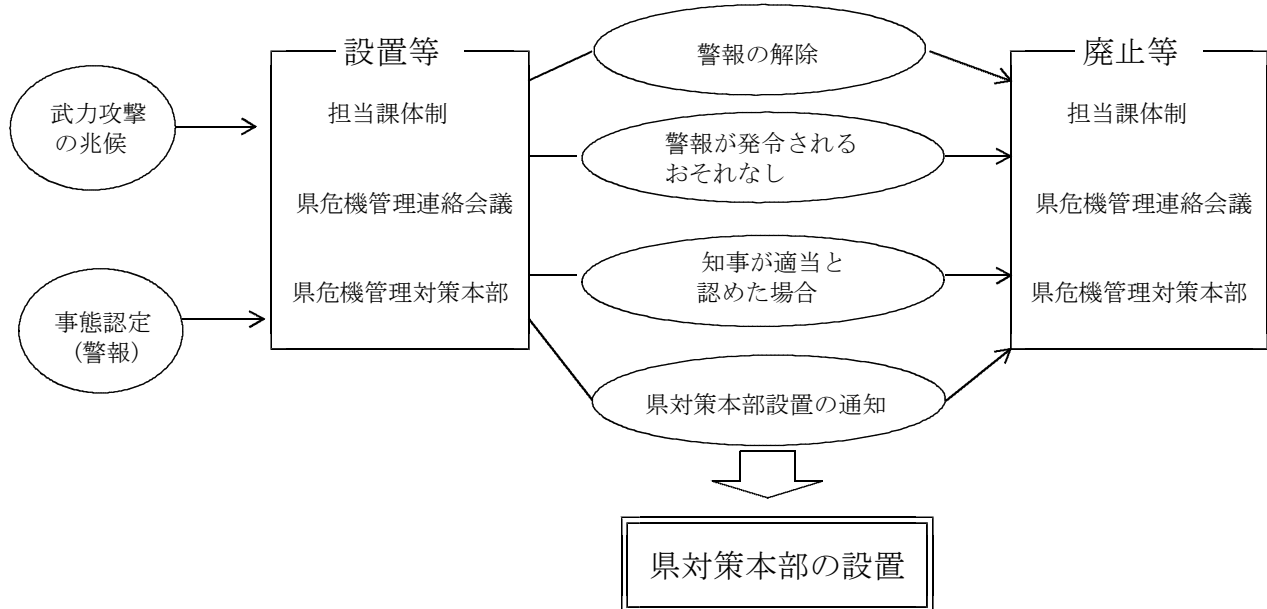 武力攻撃
の兆候
事態認定
(警報)
設置等
担当課体制
県危機管理連絡会議
県危機管理対策本部
警報の解除
警報が発令される
おそれなし
知事が適当と
認めた場合
県対策本部設置の通知
廃止等
担当課体制
県危機管理連絡会議
県危機管理対策本部
県対策本部の設置